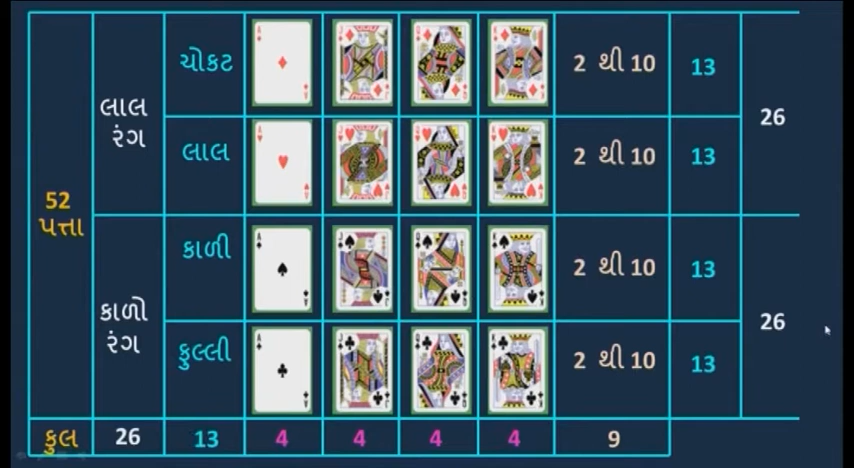 52
પત્તા
લાલ
રંગ
ચોકટ
2 થી 10
13
26
લાલ
2 થી 10
13
કાળો
રંગ
કાળી
2 થી 10
13
26
ફુલ્લી
2 થી 10
13
કુલ 26 13 4 4 4 4 9